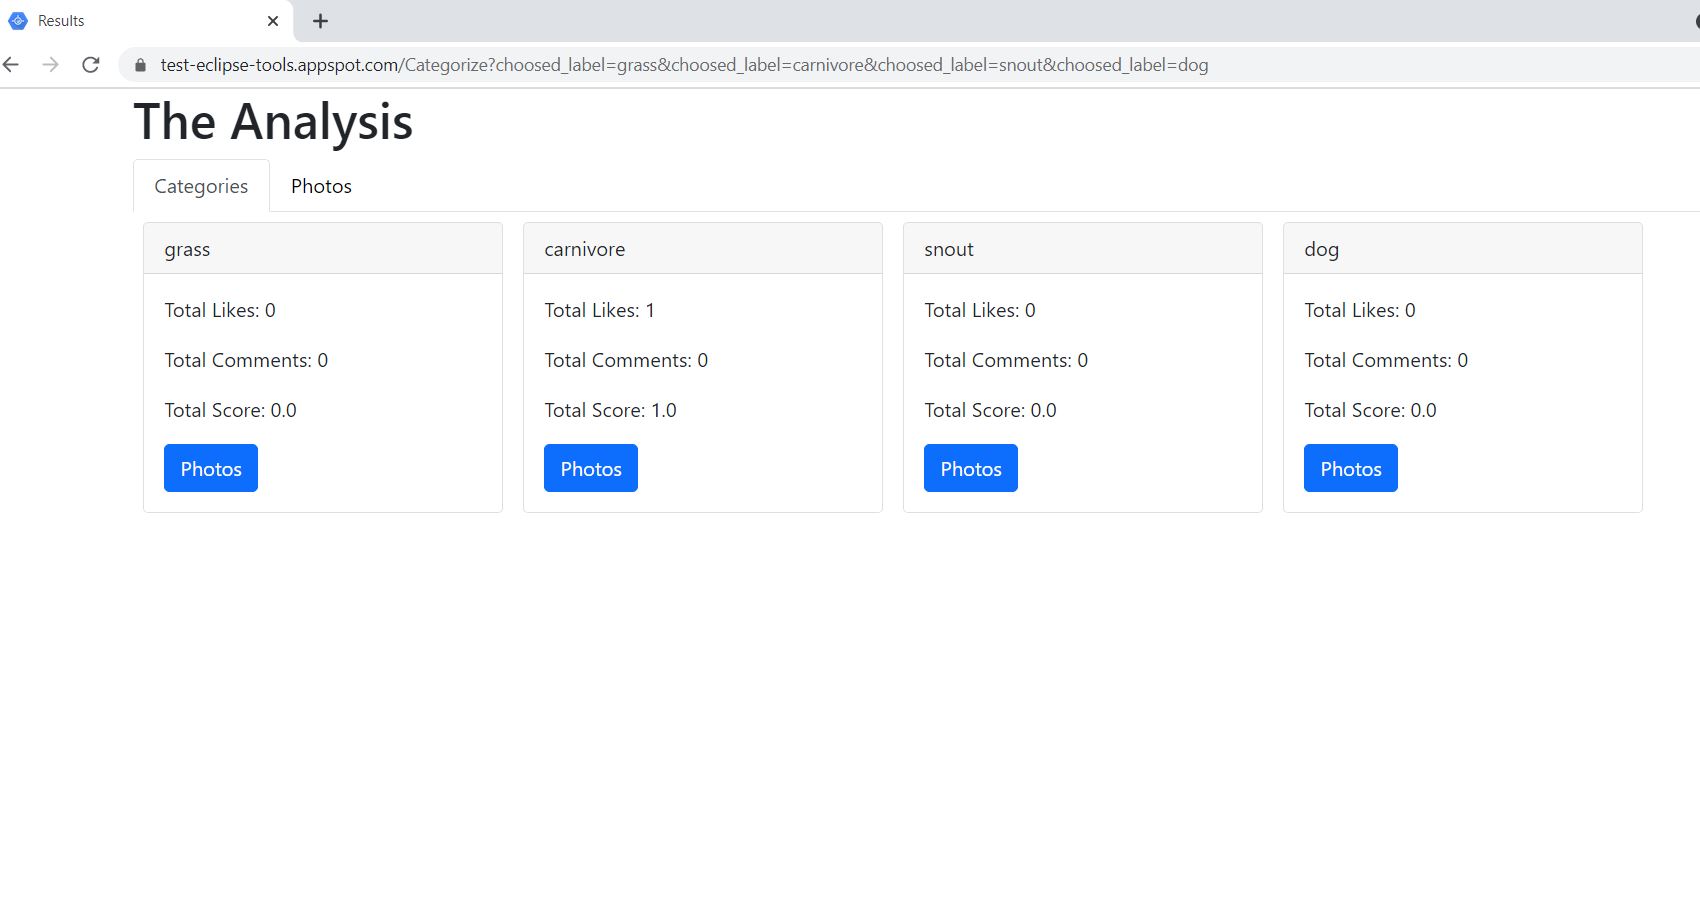 Results
test-eclipse-tools.appspot.com/Categorize?choosed_label=grass&choosed_label=carnivore&choosed_label=snout&choosed_label=dog
The Analysis
Categories Photos
grass carnivore snout dog
Total Likes: 0 Total Likes: 1 Total Likes: 0 Total Likes: 0
Total Comments: 0 Total Comments: 0 Total Comments: 0 Total Comments: 0
Total Score: 0.0 Total Score: 1.0 Total Score: 0.0 Total Score: 0.0
Photos Photos Photos Photos